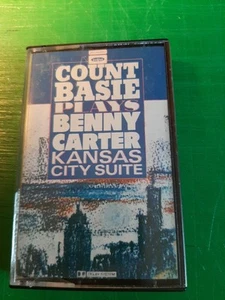 COUNT
BASIE
PLAYS
BENNY
CARTER
KANSAS
CITY SUITE